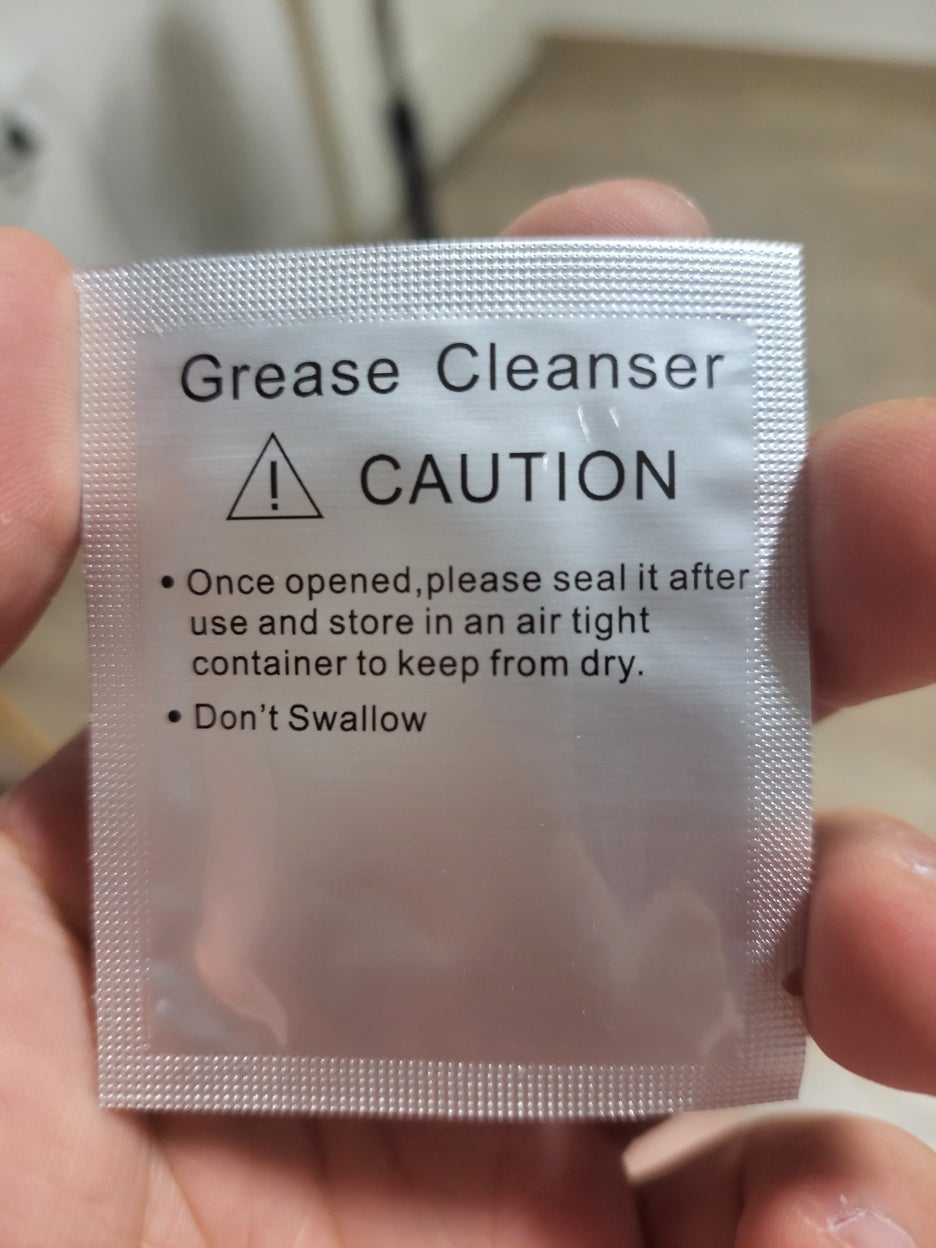 Grease Cleanser
! CAUTION
• Once opened,please seal it after
use and store in an air tight
container to keep from dry.
• Don't Swallow